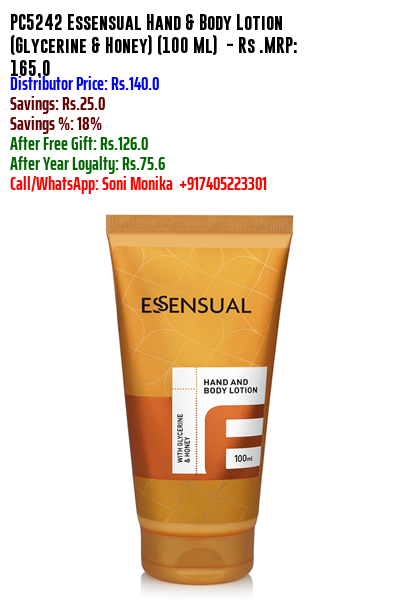 PC5242 Essensual Hand & Body Lotion
(Glycerine & Honey) (100 Ml)  - Rs .MRP:
165.0
Distributor Price: Rs.140.0
Savings: Rs.25.0
Savings %: 18%
After Free Gift: Rs.126.0
After Year Loyalty: Rs.75.6
Call/WhatsApp: Soni Monika  +917405223301
ESSENSUAL
HAND AND
BODY LOTION
WITH GLYCERINE
& HONEY
100ml